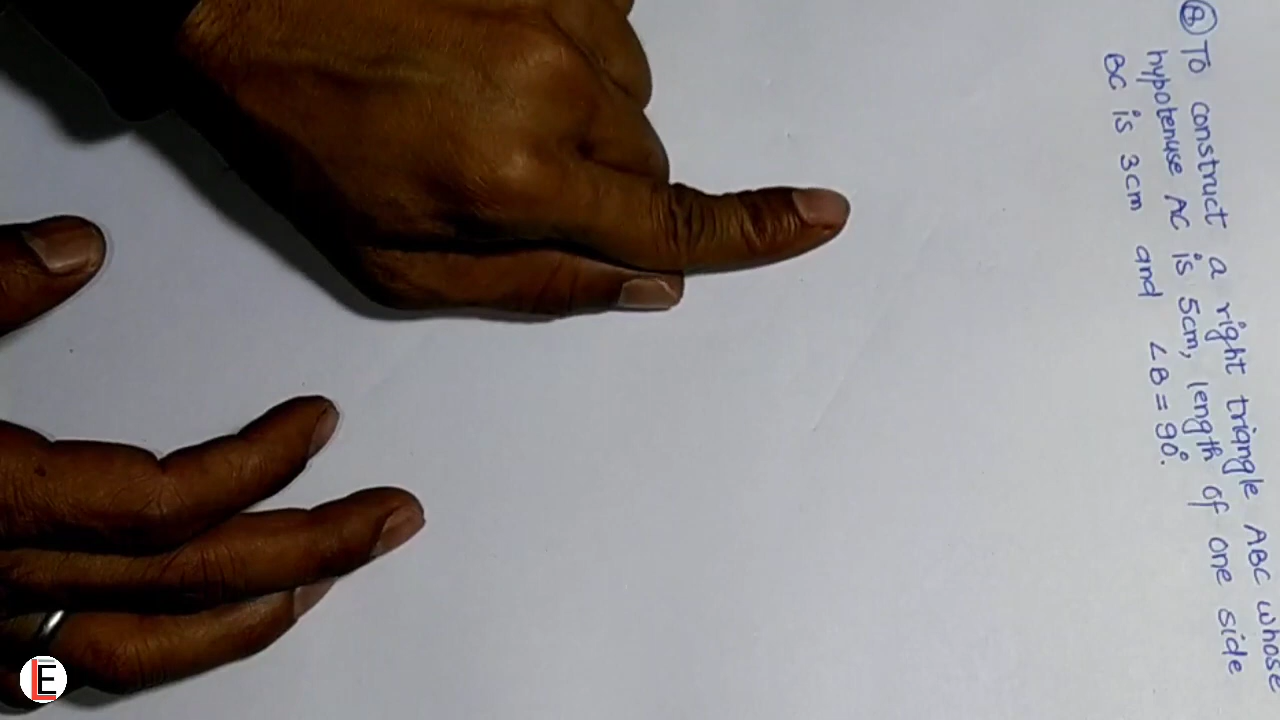 8 To construct a right triangle ABC whose
hypotenuse AC is 5cm, length of one side
BC is 3cm and ∠B = 90°.
LE